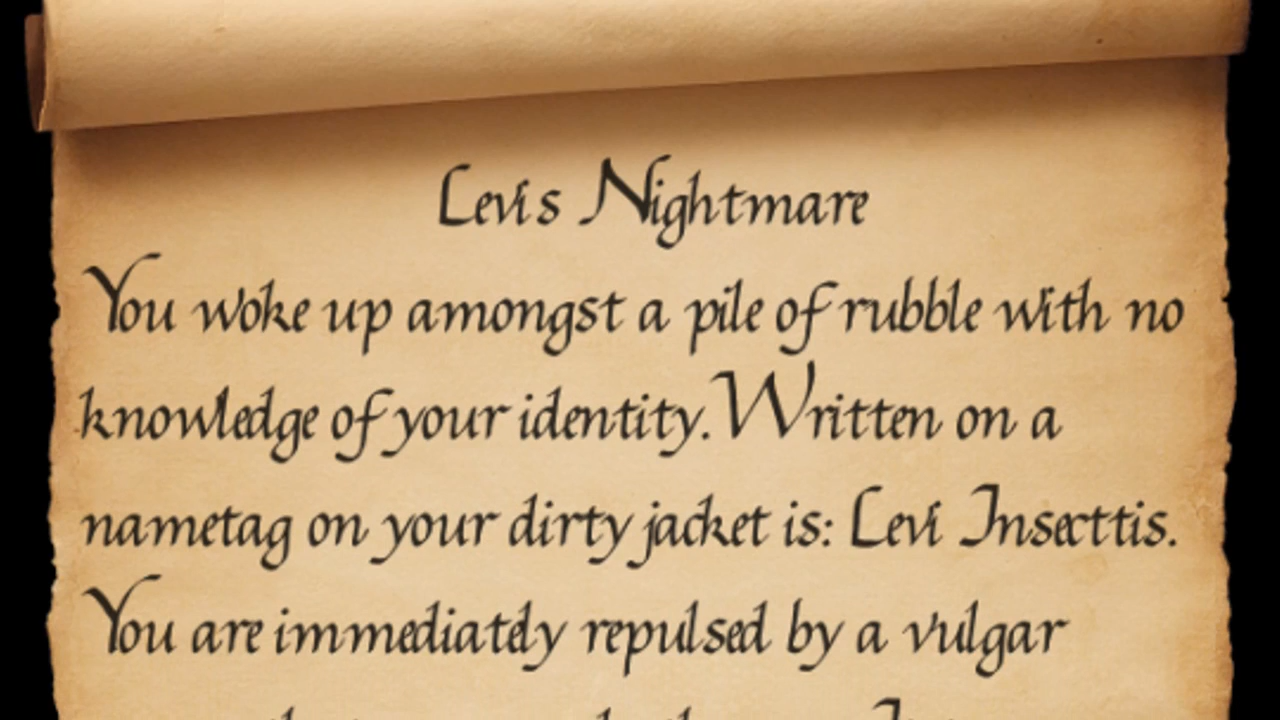 Levi's Nightmare
You woke up amongst a pile of rubble with no
knowledge of your identity. Written on a
nametag on your dirty jacket is: Levi Insecttis.
You are immediately repulsed by a vulgar